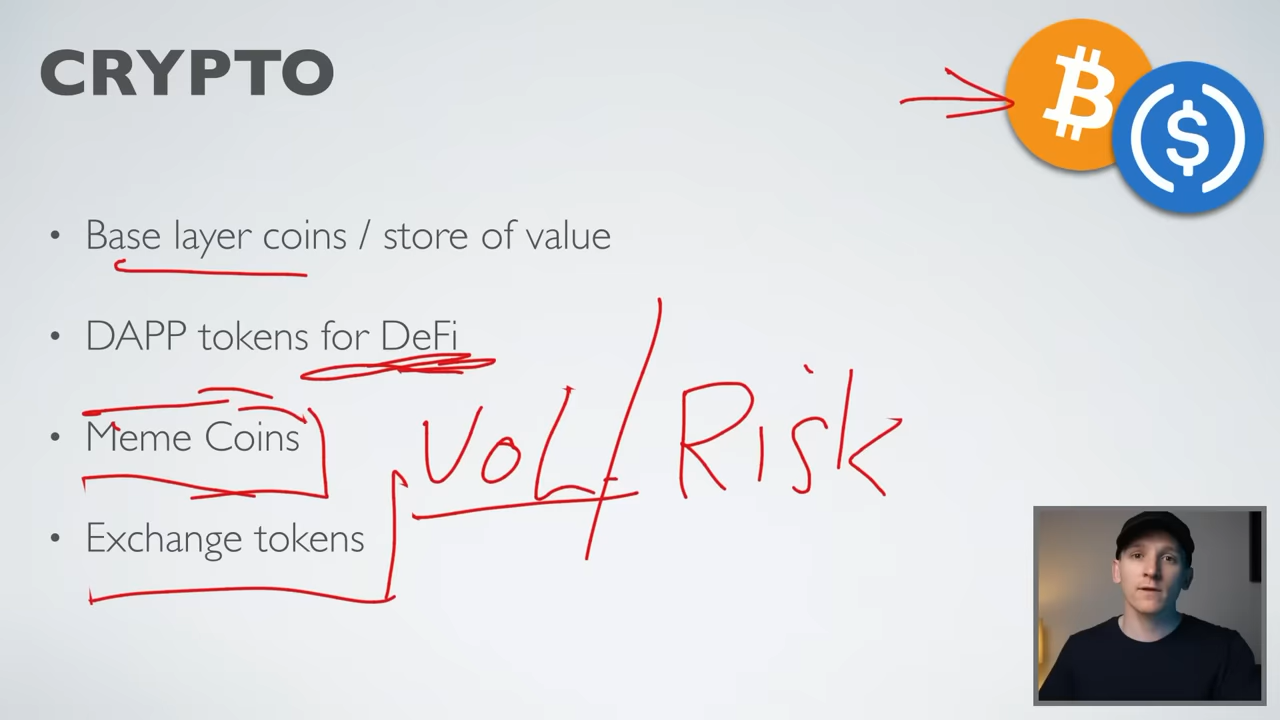 CRYPTO
• Base layer coins / store of value
• DAPP tokens for DeFi
• Meme Coins
VoL/Risk
• Exchange tokens